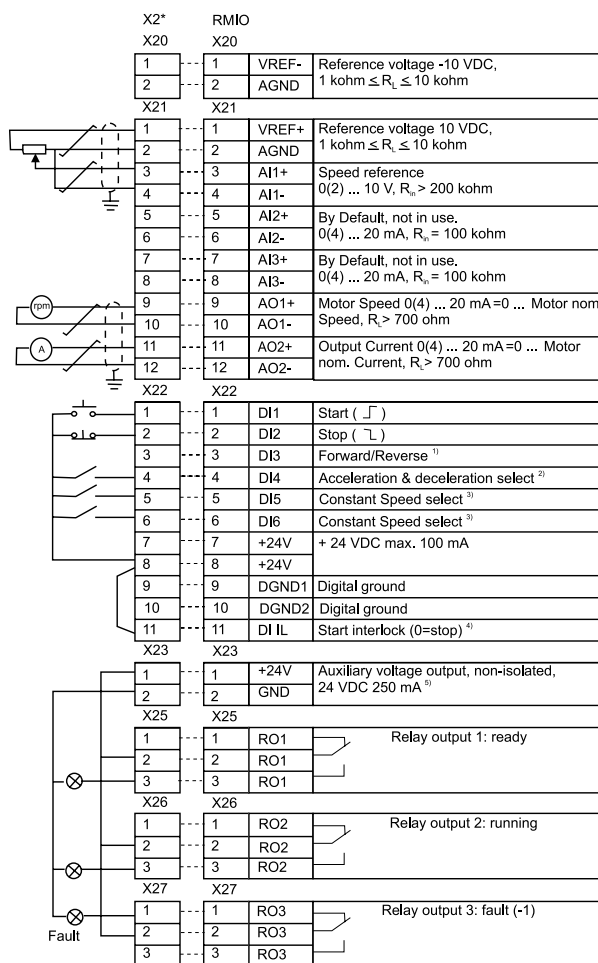 X2* RMIO
X20 X20
1 1 VREF- Reference voltage -10 VDC,
2 2 AGND 1 kohm ≤ RL ≤ 10 kohm
X21 X21
1 1 VREF+ Reference voltage 10 VDC,
2 2 AGND 1 kohm ≤ RL ≤ 10 kohm
3 3 AI1+ Speed reference
4 4 AI1- 0(2) ... 10 V, Rin > 200 kohm
5 5 AI2+ By Default, not in use.
6 6 AI2- 0(4) ... 20 mA, Rin = 100 kohm
7 7 AI3+ By Default, not in use.
8 8 AI3- 0(4) ... 20 mA, Rin = 100 kohm
rpm 9 9 AO1+ Motor Speed 0(4) ... 20 mA =0 ... Motor nom
10 10 AO1- Speed, RL> 700 ohm
A 11 11 AO2+ Output Current 0(4) ... 20 mA =0 ... Motor
12 12 AO2- nom. Current, RL> 700 ohm
X22 X22
1 1 DI1 Start ( )
2 2 DI2 Stop ( )
3 3 DI3 Forward/Reverse 1)
4 4 DI4 Acceleration & deceleration select 2)
5 5 DI5 Constant Speed select 3)
6 6 DI6 Constant Speed select 3)
7 7 +24V + 24 VDC max. 100 mA
8 8 +24V
9 9 DGND1 Digital ground
10 10 DGND2 Digital ground
11 11 DI IL Start interlock (0=stop) 4)
X23 X23
1 1 +24V Auxiliary voltage output, non-isolated,
2 2 GND 24 VDC 250 mA 5)
X25 X25
1 1 RO1 Relay output 1: ready
2 2 RO1
3 3 RO1
X26 X26
1 1 RO2 Relay output 2: running
2 2 RO2
3 3 RO2
X27 X27
1 1 RO3 Relay output 3: fault (-1)
Fault 2 2 RO3
3 3 RO3